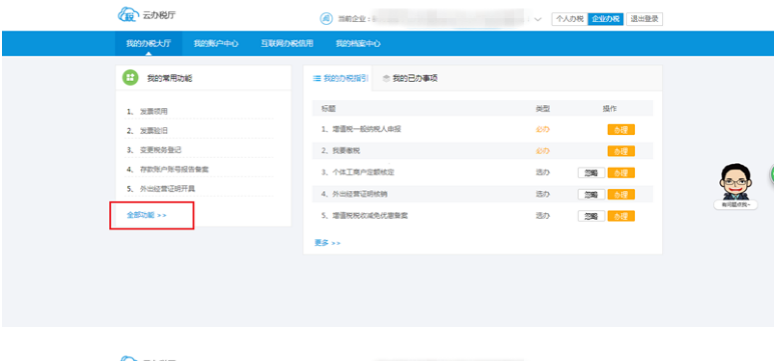 云办税厅
当前企业：
个人办税 企业办税 退出登录
我的办税大厅 我的账户中心 互联网办税信用 我的档案中心
我的常用功能
1、 发票领用
2、 发票验旧
3、 变更税务登记
4、 存款账户账号报告备案
5、 外出经营证明开具
全部功能 >>
我的办税指引 我的已办事项
标题 类型 操作
1、增值税一般纳税人申报 必办 办理
2、我要缴税 必办 办理
3、个体工商户定额核定 选办 忽略 办理
4、外出经营证明核销 选办 忽略 办理
5、增值税税收减免优惠备案 选办 忽略 办理
更多 >>
有问题点我~